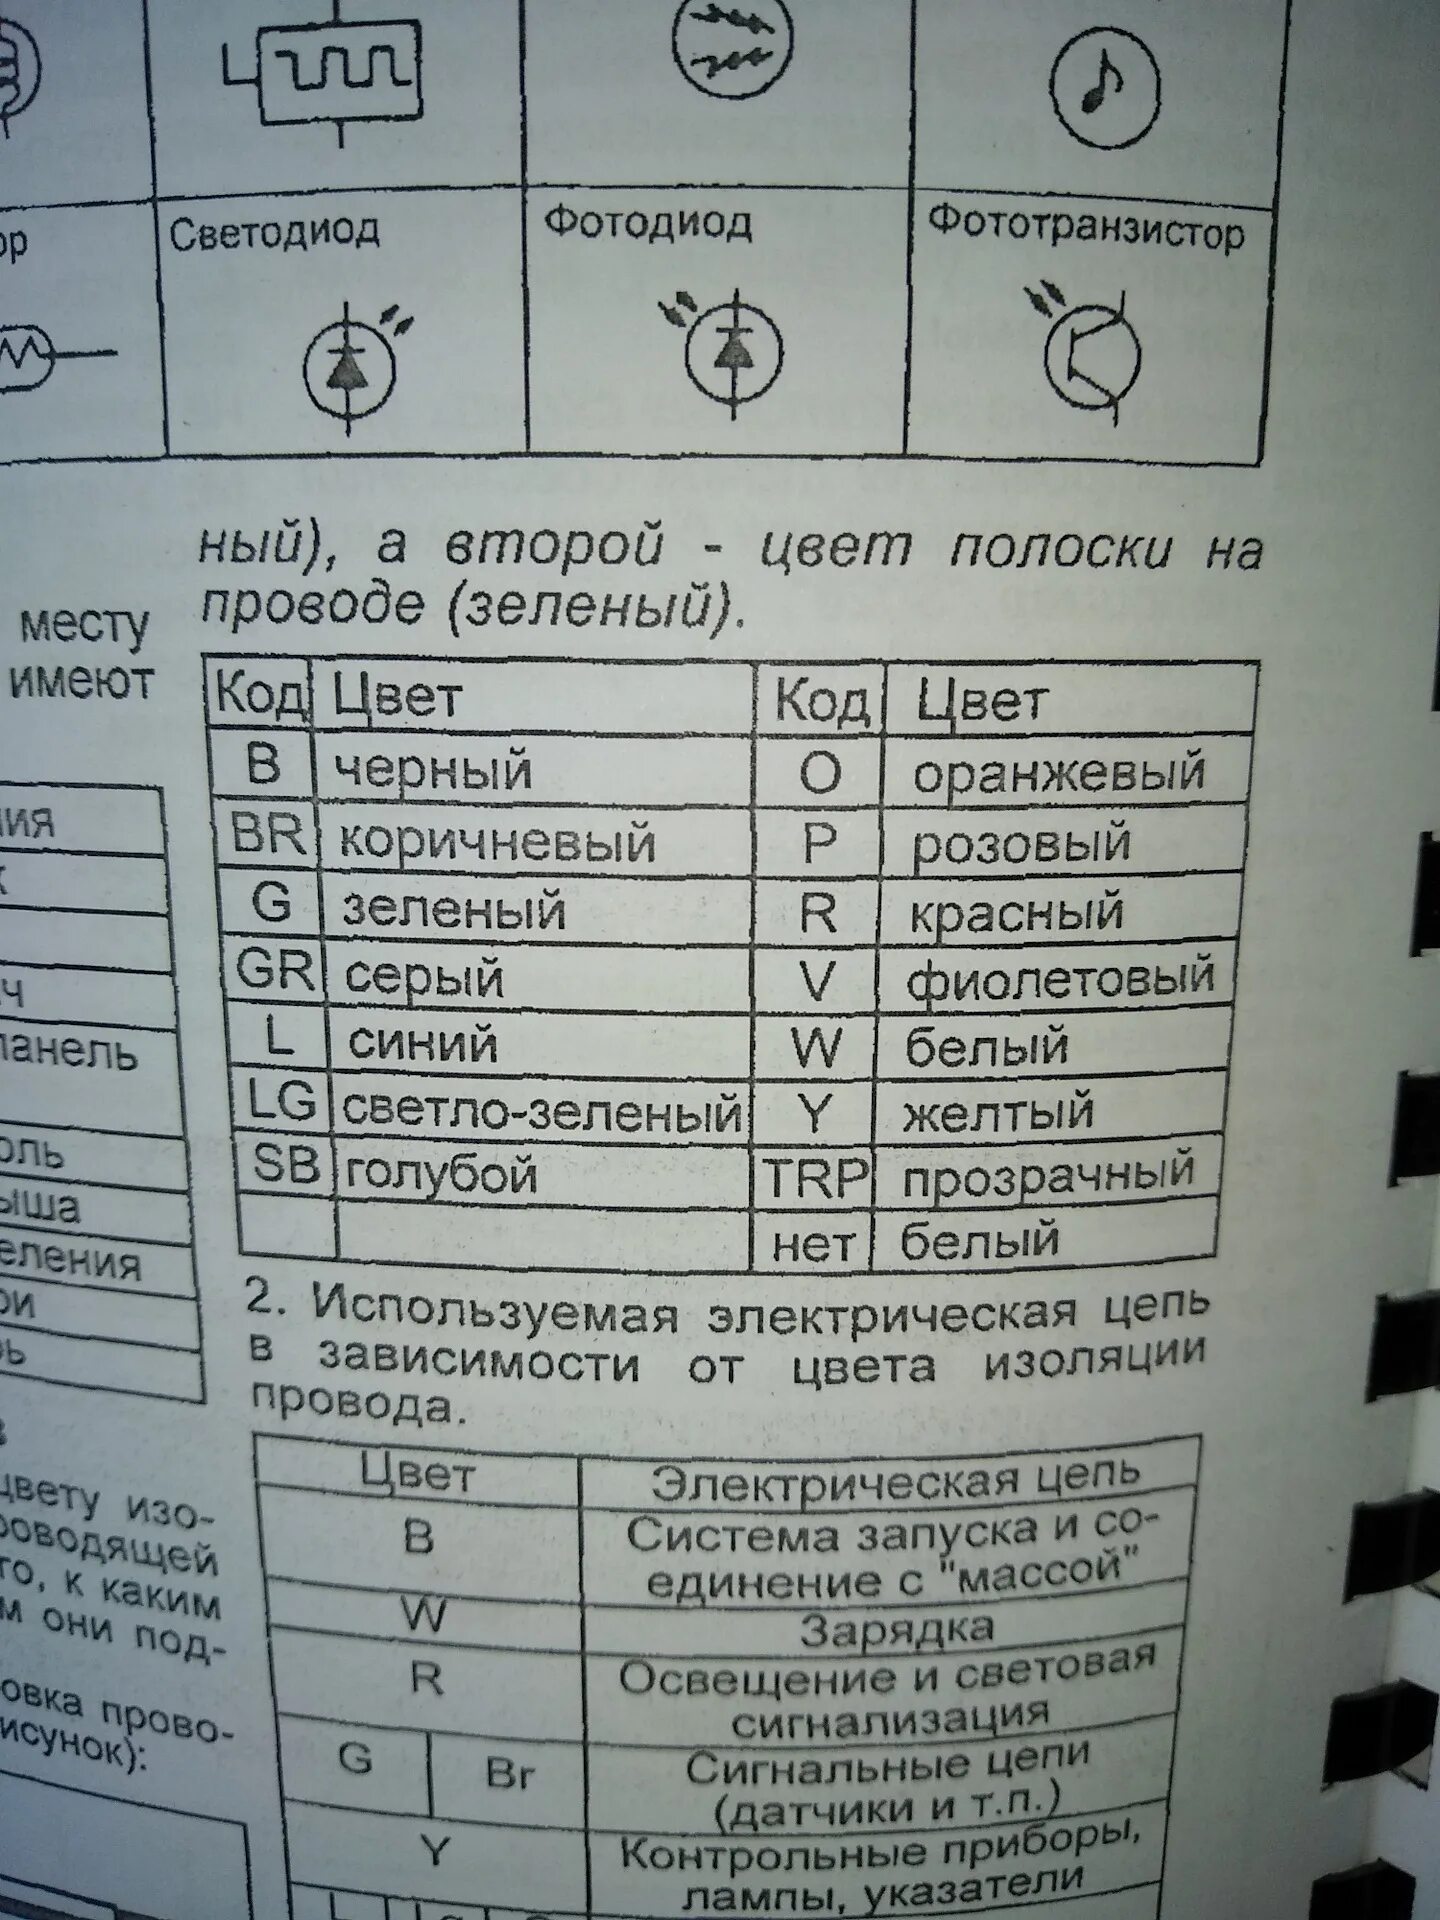 Светодиод
Фотодиод
Фототранзистор
месту
имеют
панель
ный), а второй - цвет полоски на
проводе (зеленый).
Код Цвет Код Цвет
B черный O оранжевый
BR коричневый P розовый
G зеленый R красный
GR серый V фиолетовый
L синий W белый
LG светло-зеленый Y желтый
SB голубой TRP прозрачный
нет белый
2. Используемая электрическая цепь
в зависимости от цвета изоляции
провода.
Цвет Электрическая цепь
B Система запуска и со-
единение с "массой"
W Зарядка
R Освещение и световая
сигнализация
G Br Сигнальные цепи
(датчики и т.п.)
Y Контрольные приборы,
лампы, указатели
цвету изо-
роводящей
го, к каким
м они под-
овка прово-
исунок):